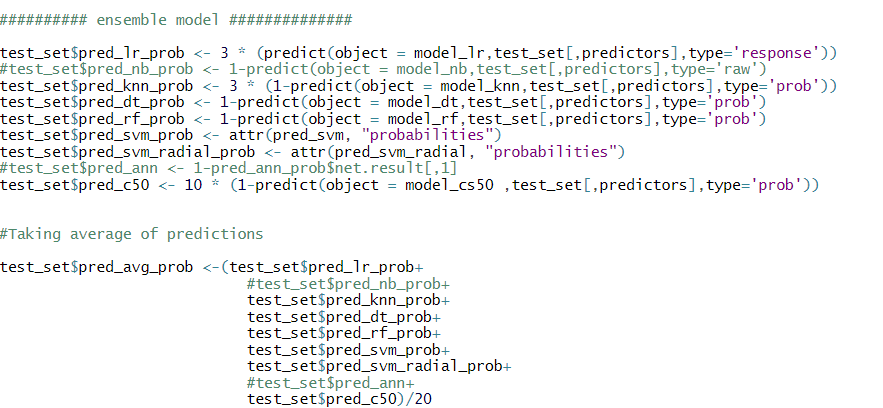 ########## ensemble model ##############
test_set$pred_lr_prob <- 3 * (predict(object = model_lr,test_set[,predictors],type='response'))
#test_set$pred_nb_prob <- 1-predict(object = model_nb,test_set[,predictors],type='raw')
test_set$pred_knn_prob <- 3 * (1-predict(object = model_knn,test_set[,predictors],type='prob'))
test_set$pred_dt_prob <- 1-predict(object = model_dt,test_set[,predictors],type='prob')
test_set$pred_rf_prob <- 1-predict(object = model_rf,test_set[,predictors],type='prob')
test_set$pred_svm_prob <- attr(pred_svm, "probabilities")
test_set$pred_svm_radial_prob <- attr(pred_svm_radial, "probabilities")
#test_set$pred_ann <- 1-pred_ann_prob$net.result[,1]
test_set$pred_c50 <- 10 * (1-predict(object = model_cs50 ,test_set[,predictors],type='prob'))
#Taking average of predictions
test_set$pred_avg_prob <-(test_set$pred_lr_prob+
#test_set$pred_nb_prob+
test_set$pred_knn_prob+
test_set$pred_dt_prob+
test_set$pred_rf_prob+
test_set$pred_svm_prob+
test_set$pred_svm_radial_prob+
#test_set$pred_ann+
test_set$pred_c50)/20